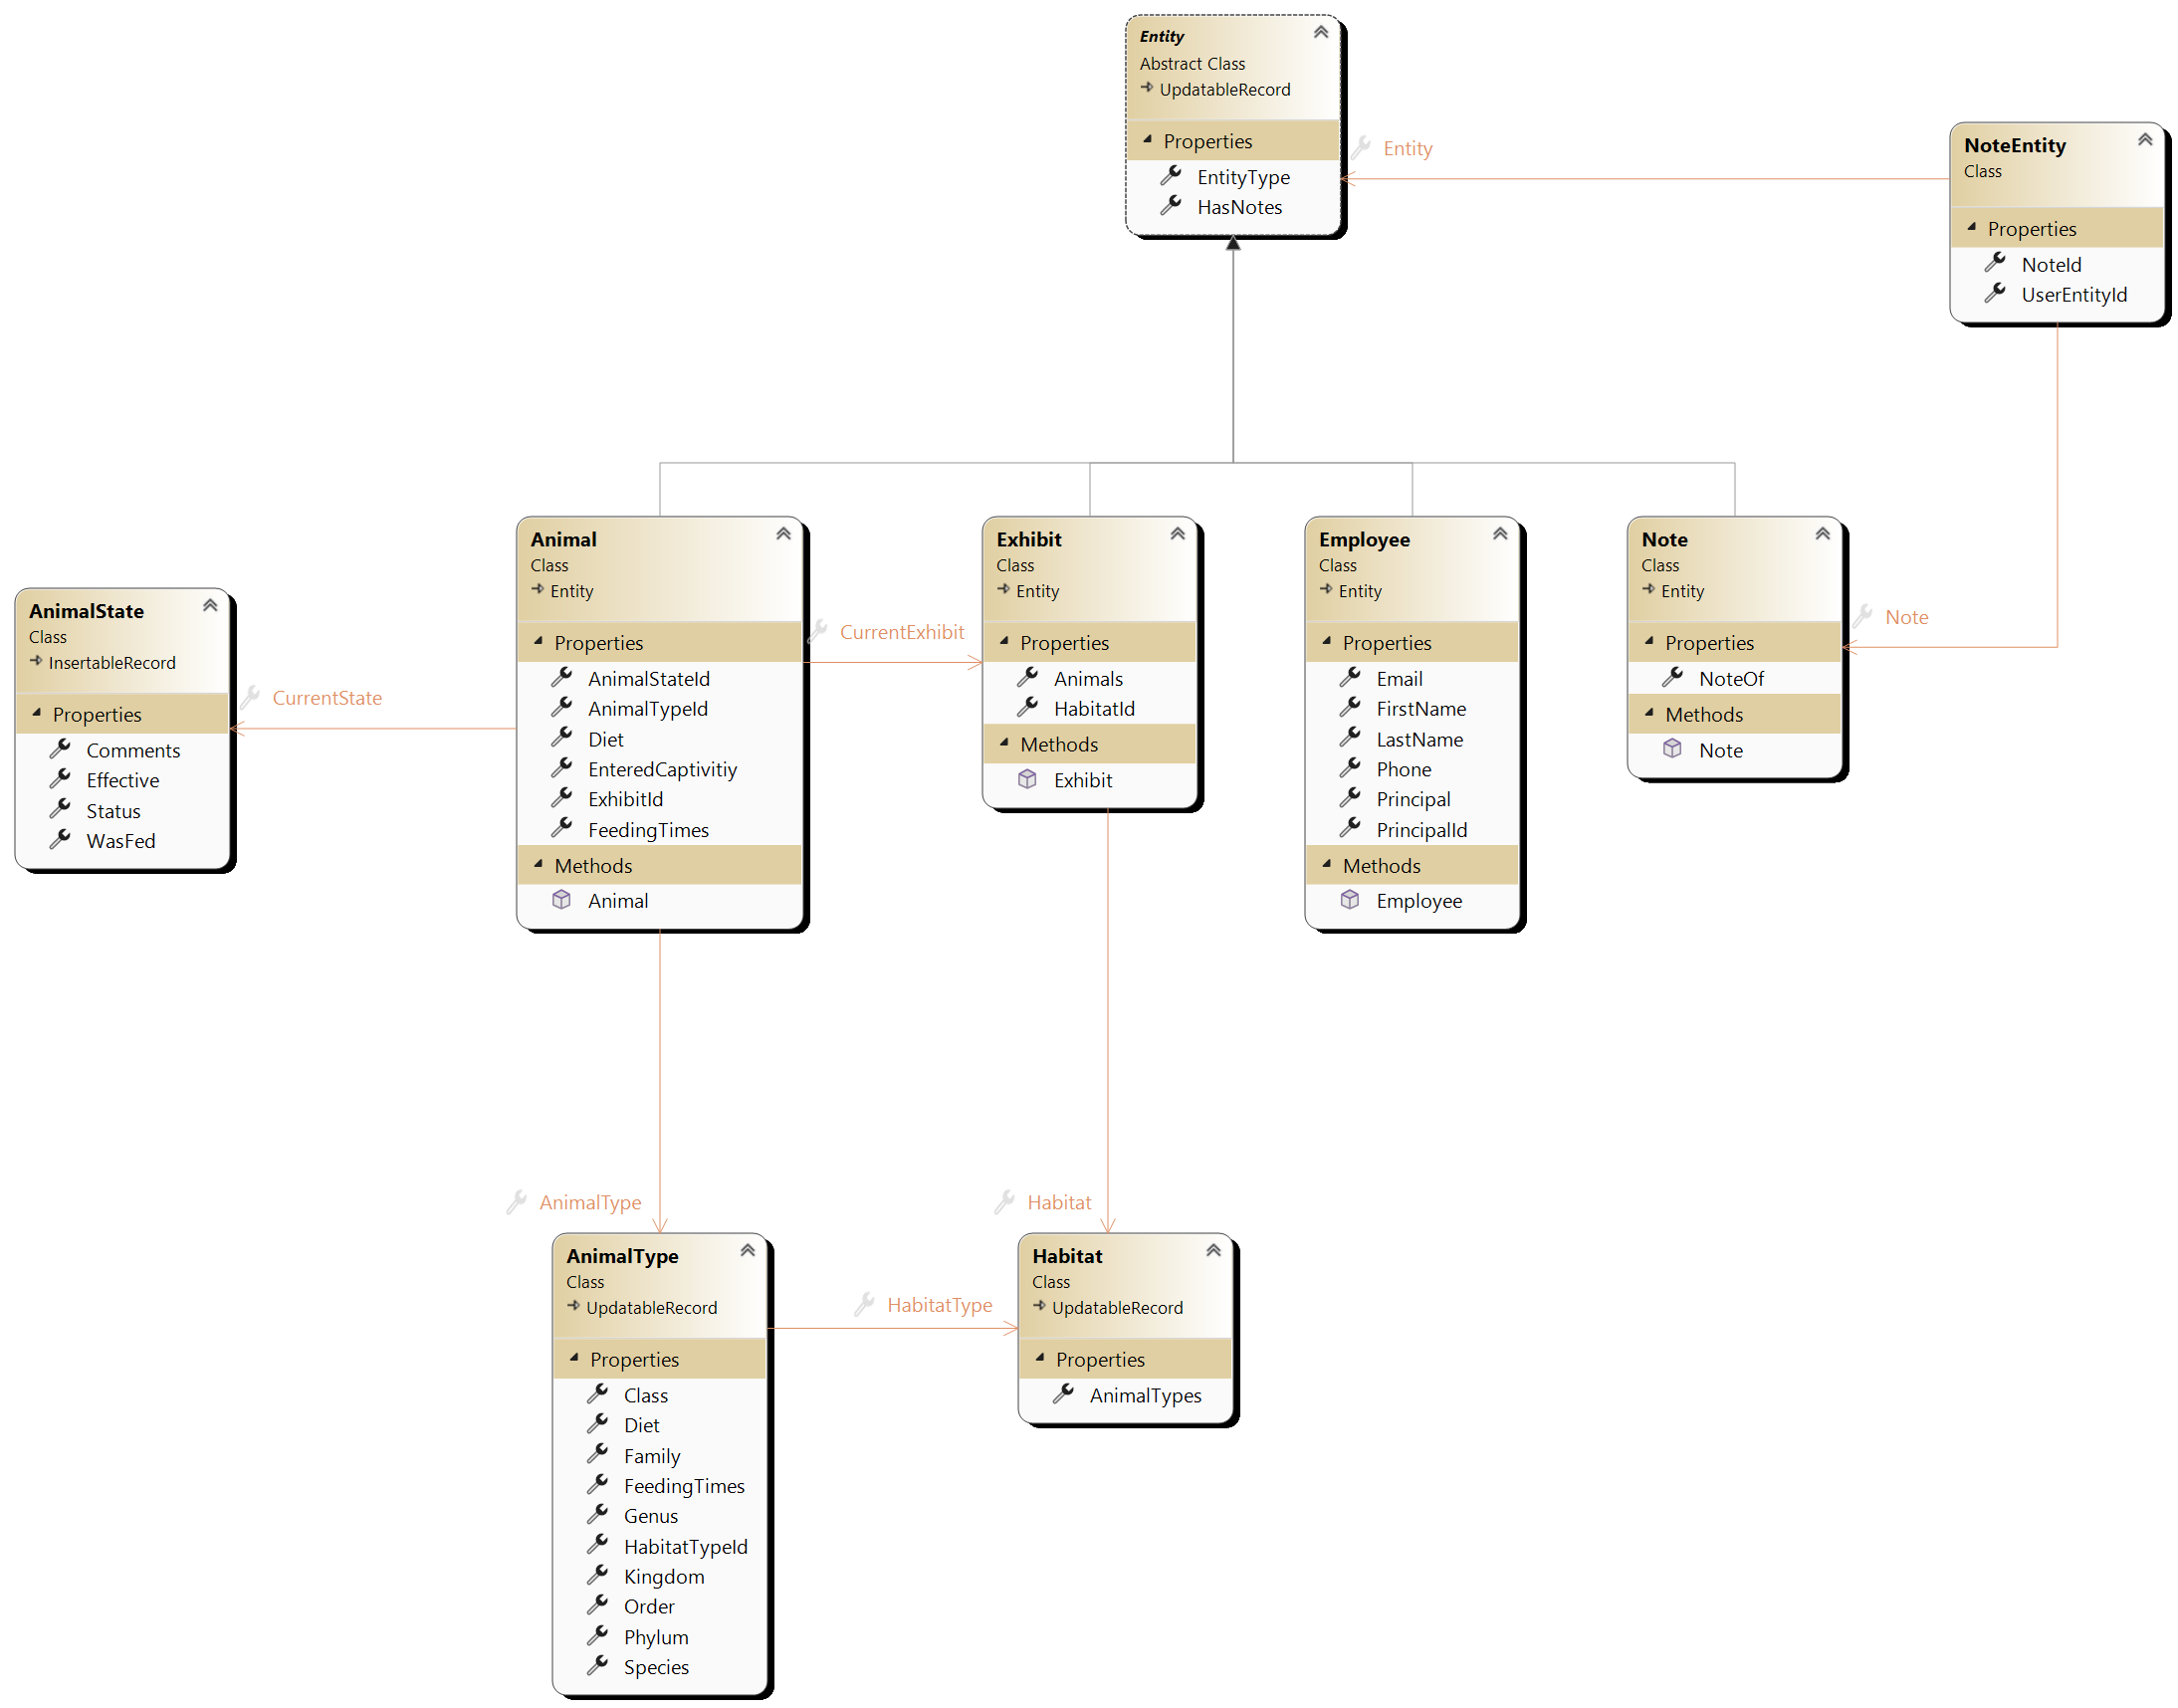 Entity
Abstract Class
UpdatableRecord
Properties
EntityType
HasNotes
Entity
NoteEntity
Class
Properties
NoteId
UserEntityId
AnimalState
Class
InsertableRecord
Properties
Comments
Effective
Status
WasFed
CurrentState
Animal
Class
Entity
Properties
AnimalStateId
AnimalTypeId
Diet
EnteredCaptivitiy
ExhibitId
FeedingTimes
Methods
Animal
CurrentExhibit
Exhibit
Class
Entity
Properties
Animals
HabitatId
Methods
Exhibit
Employee
Class
Entity
Properties
Email
FirstName
LastName
Phone
Principal
PrincipalId
Methods
Employee
Note
Class
Entity
Properties
NoteOf
Methods
Note
Note
AnimalType
AnimalType
Class
UpdatableRecord
Properties
Class
Diet
Family
FeedingTimes
Genus
HabitatTypeId
Kingdom
Order
Phylum
Species
HabitatType
Habitat
Habitat
Class
UpdatableRecord
Properties
AnimalTypes